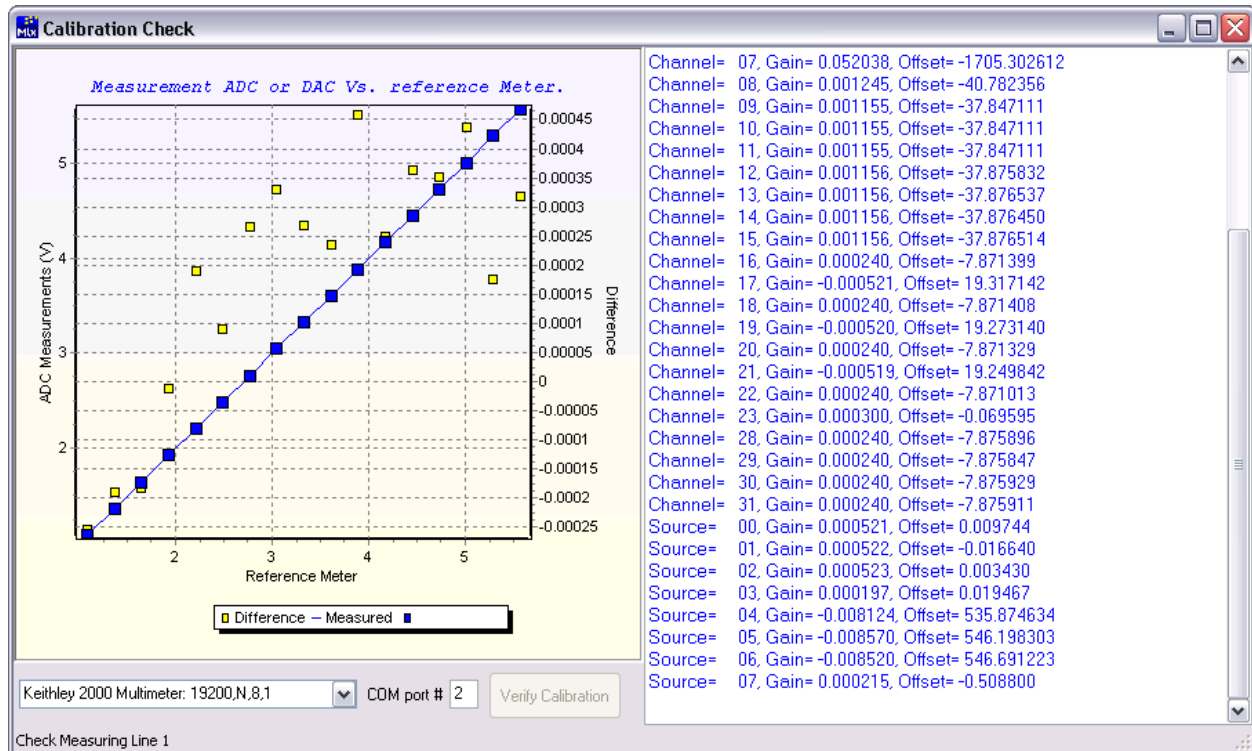 MLX Calibration Check
Measurement ADC or DAC Vs. reference Meter.
ADC Measurements (V)
5
4
3
2
0.00045
0.0004
0.00035
0.0003
0.00025
0.0002
0.00015
0.0001
0.00005
0
-0.00005
-0.0001
-0.00015
-0.0002
-0.00025
Difference
2 3 4 5
Reference Meter
Difference Measured
Keithley 2000 Multimeter: 19200,N,8,1 COM port # 2 Verify Calibration
Channel= 07, Gain= 0.052038, Offset= -1705.302612
Channel= 08, Gain= 0.001245, Offset= -40.782356
Channel= 09, Gain= 0.001155, Offset= -37.847111
Channel= 10, Gain= 0.001155, Offset= -37.847111
Channel= 11, Gain= 0.001155, Offset= -37.847111
Channel= 12, Gain= 0.001156, Offset= -37.875832
Channel= 13, Gain= 0.001156, Offset= -37.876537
Channel= 14, Gain= 0.001156, Offset= -37.876450
Channel= 15, Gain= 0.001156, Offset= -37.876514
Channel= 16, Gain= 0.000240, Offset= -7.871399
Channel= 17, Gain= -0.000521, Offset= 19.317142
Channel= 18, Gain= 0.000240, Offset= -7.871408
Channel= 19, Gain= -0.000520, Offset= 19.273140
Channel= 20, Gain= 0.000240, Offset= -7.871329
Channel= 21, Gain= -0.000519, Offset= 19.249842
Channel= 22, Gain= 0.000240, Offset= -7.871013
Channel= 23, Gain= 0.000300, Offset= -0.069595
Channel= 28, Gain= 0.000240, Offset= -7.875896
Channel= 29, Gain= 0.000240, Offset= -7.875847
Channel= 30, Gain= 0.000240, Offset= -7.875929
Channel= 31, Gain= 0.000240, Offset= -7.875911
Source= 00, Gain= 0.000521, Offset= 0.009744
Source= 01, Gain= 0.000522, Offset= -0.016640
Source= 02, Gain= 0.000523, Offset= 0.003430
Source= 03, Gain= 0.000197, Offset= 0.019467
Source= 04, Gain= -0.008124, Offset= 535.874634
Source= 05, Gain= -0.008570, Offset= 546.198303
Source= 06, Gain= -0.008520, Offset= 546.691223
Source= 07, Gain= 0.000215, Offset= -0.508800
Check Measuring Line 1